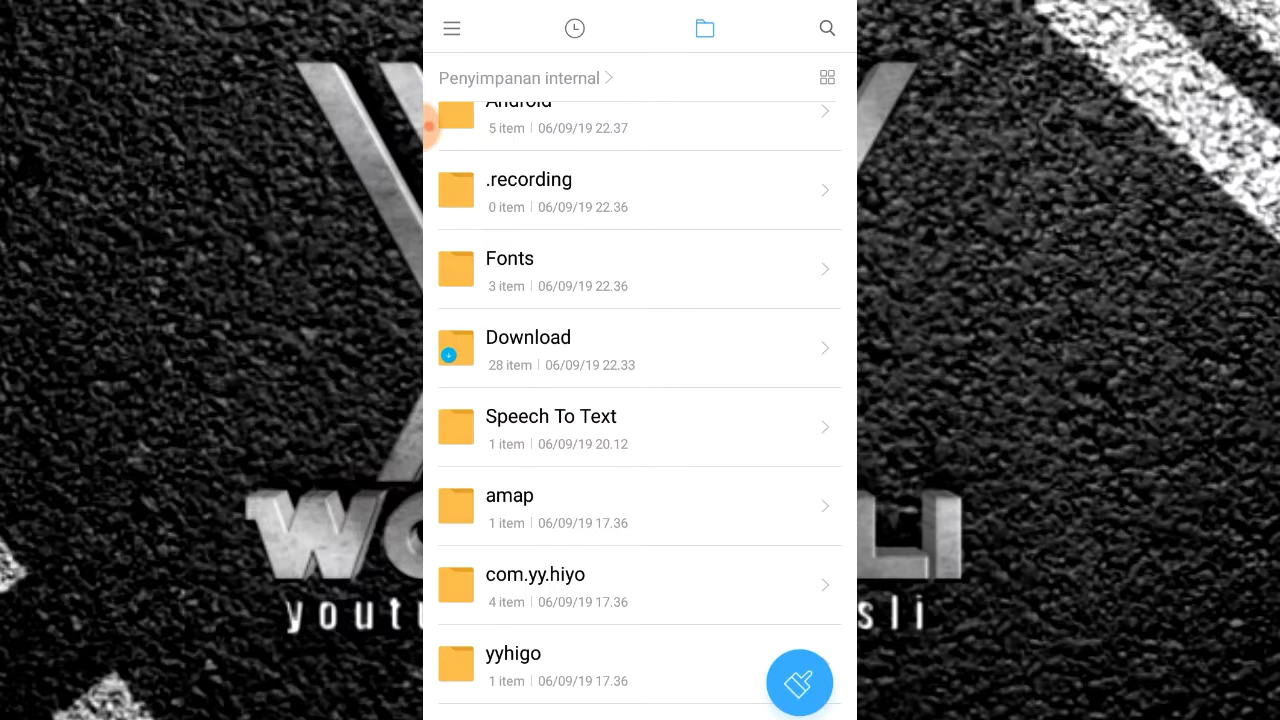 Penyimpanan internal
Android
5 item | 06/09/19 22.37
.recording
0 item | 06/09/19 22.36
Fonts
3 item | 06/09/19 22.36
Download
28 item | 06/09/19 22.33
Speech To Text
1 item | 06/09/19 20.12
amap
1 item | 06/09/19 17.36
com.yy.hiyo
4 item | 06/09/19 17.36
yyhigo
1 item | 06/09/19 17.36